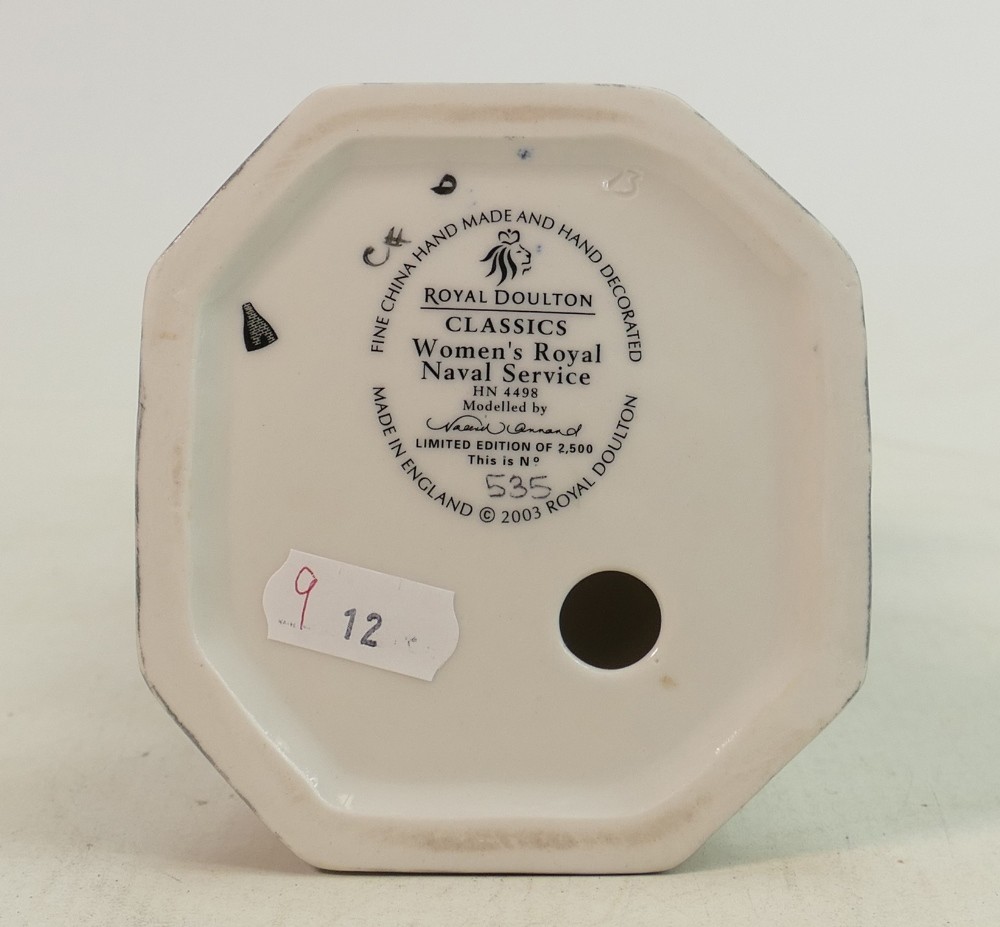 13
C#
FINE CHINA HAND MADE AND HAND DECORATED
ROYAL DOULTON
CLASSICS
Women's Royal
Naval Service
HN 4498
Modelled by
LIMITED EDITION OF 2,500
This is Nº
535
MADE IN ENGLAND © 2003 ROYAL DOULTON
9
12